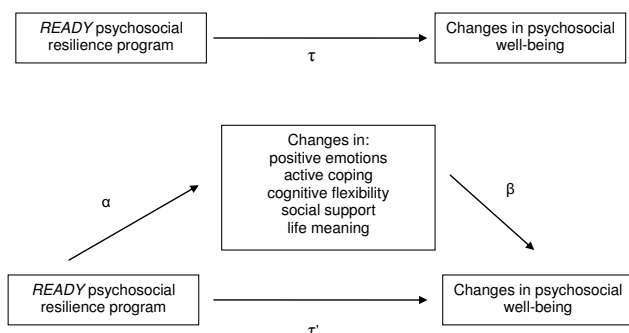 READY psychosocial
resilience program
τ
Changes in psychosocial
well-being
Changes in:
positive emotions
active coping
cognitive flexibility
social support
life meaning
α
β
READY psychosocial
resilience program
τ'
Changes in psychosocial
well-being